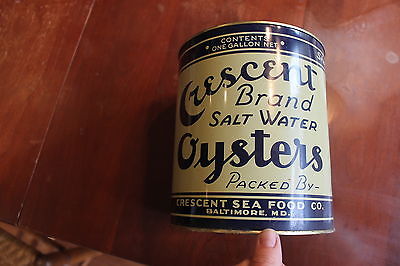 CONTENTS
ONE GALLON NET
Crescent
Brand
SALT WATER
Oysters
PACKED BY-
CRESCENT SEA FOOD CO.
BALTIMORE, MD.